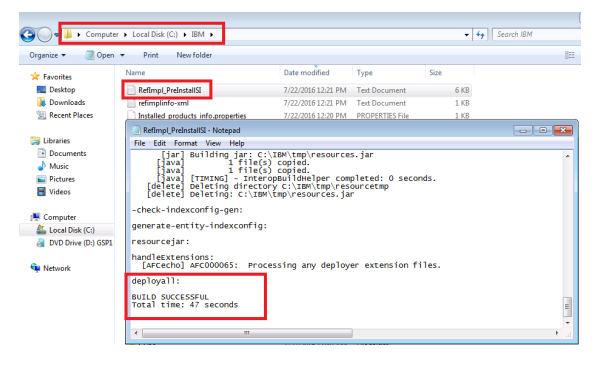 Computer ▸ Local Disk (C:) ▸ IBM ▸
Search IBM
Organize ▾ Open ▾ Print New folder
Favorites
Desktop
Downloads
Recent Places
Libraries
Documents
Music
Pictures
Videos
Computer
Local Disk (C:)
DVD Drive (D:) GSP1
Network
Name Date modified Type Size
RefImpl_PreInstallSI 7/22/2016 12:21 PM Text Document 6 KB
refimplinfo-xml 7/22/2016 12:21 PM Text Document 1 KB
Installed_products_info.properties 7/22/2016 12:20 PM PROPERTIES File 1 KB
RefImpl_PreInstallSI - Notepad
File Edit Format View Help
[jar] Building jar: C:\IBM\tmp\resources.jar
[java] 1 file(s) copied.
[java] 1 file(s) copied.
[java] [TIMING] - InteropBuildHelper completed: 0 seconds.
[delete] Deleting directory C:\IBM\tmp\resourcetmp
[delete] Deleting: C:\IBM\tmp\resources.jar
-check-indexconfig-gen:
generate-entity-indexconfig:
resourcejar:
handleExtensions:
[AFCecho] AFC000065: Processing any deployer extension files.
deployall:
BUILD SUCCESSFUL
Total time: 47 seconds